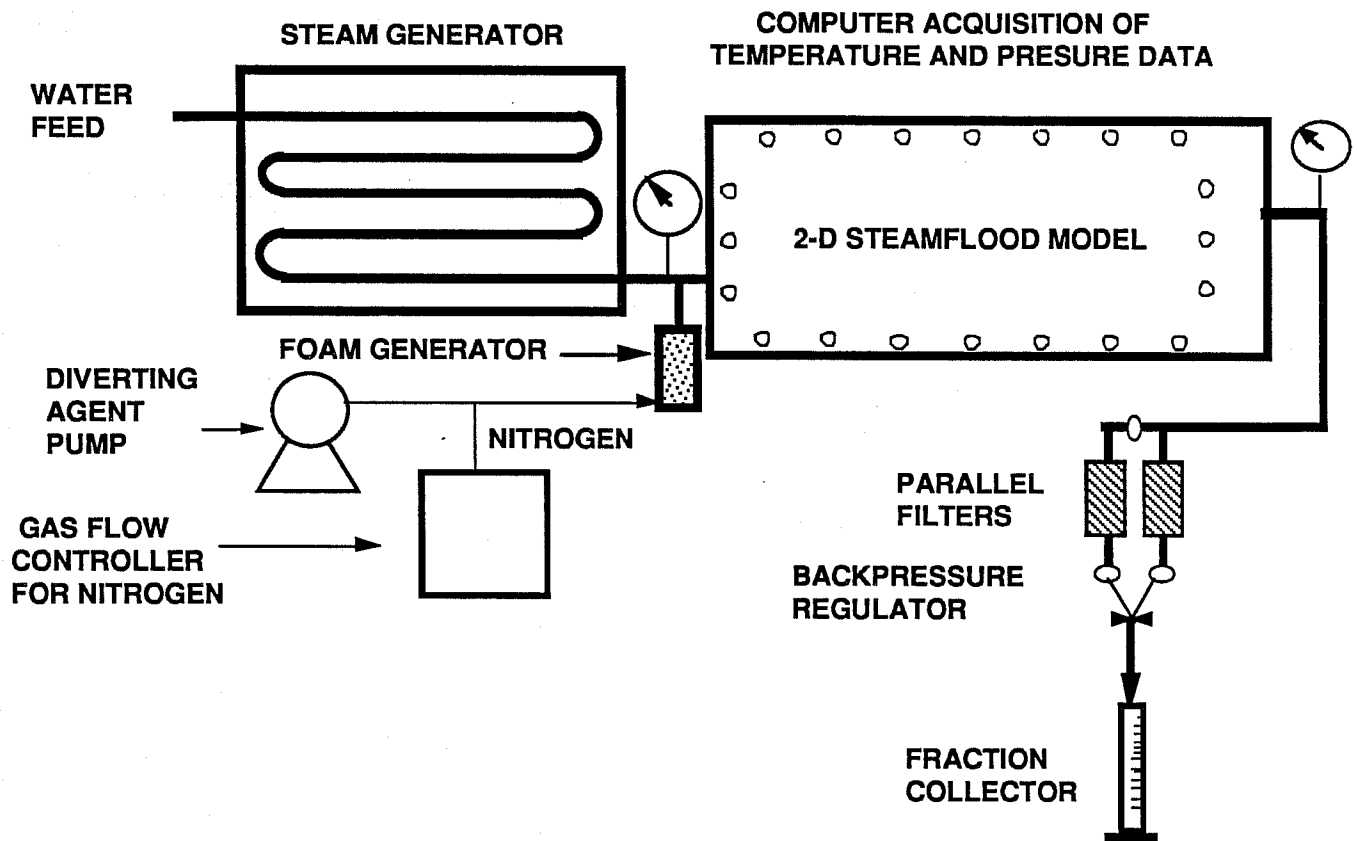 STEAM GENERATOR
COMPUTER ACQUISITION OF
TEMPERATURE AND PRESURE DATA
WATER
FEED
2-D STEAMFLOOD MODEL
FOAM GENERATOR
DIVERTING
AGENT
PUMP
NITROGEN
GAS FLOW
CONTROLLER
FOR NITROGEN
PARALLEL
FILTERS
BACKPRESSURE
REGULATOR
FRACTION
COLLECTOR